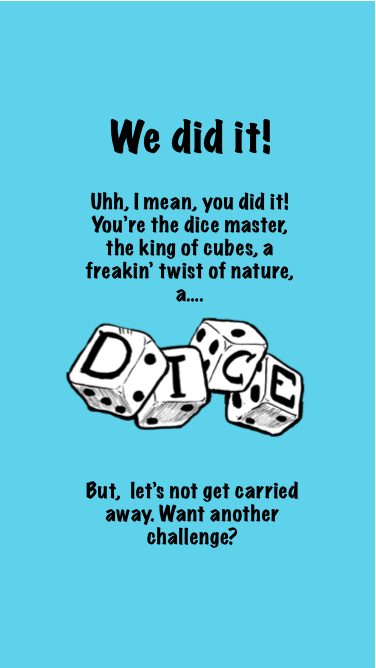 We did it!
Uhh, I mean, you did it!
You're the dice master,
the king of cubes, a
freakin' twist of nature,
a....
DICE
But,  let's not get carried
away. Want another
challenge?